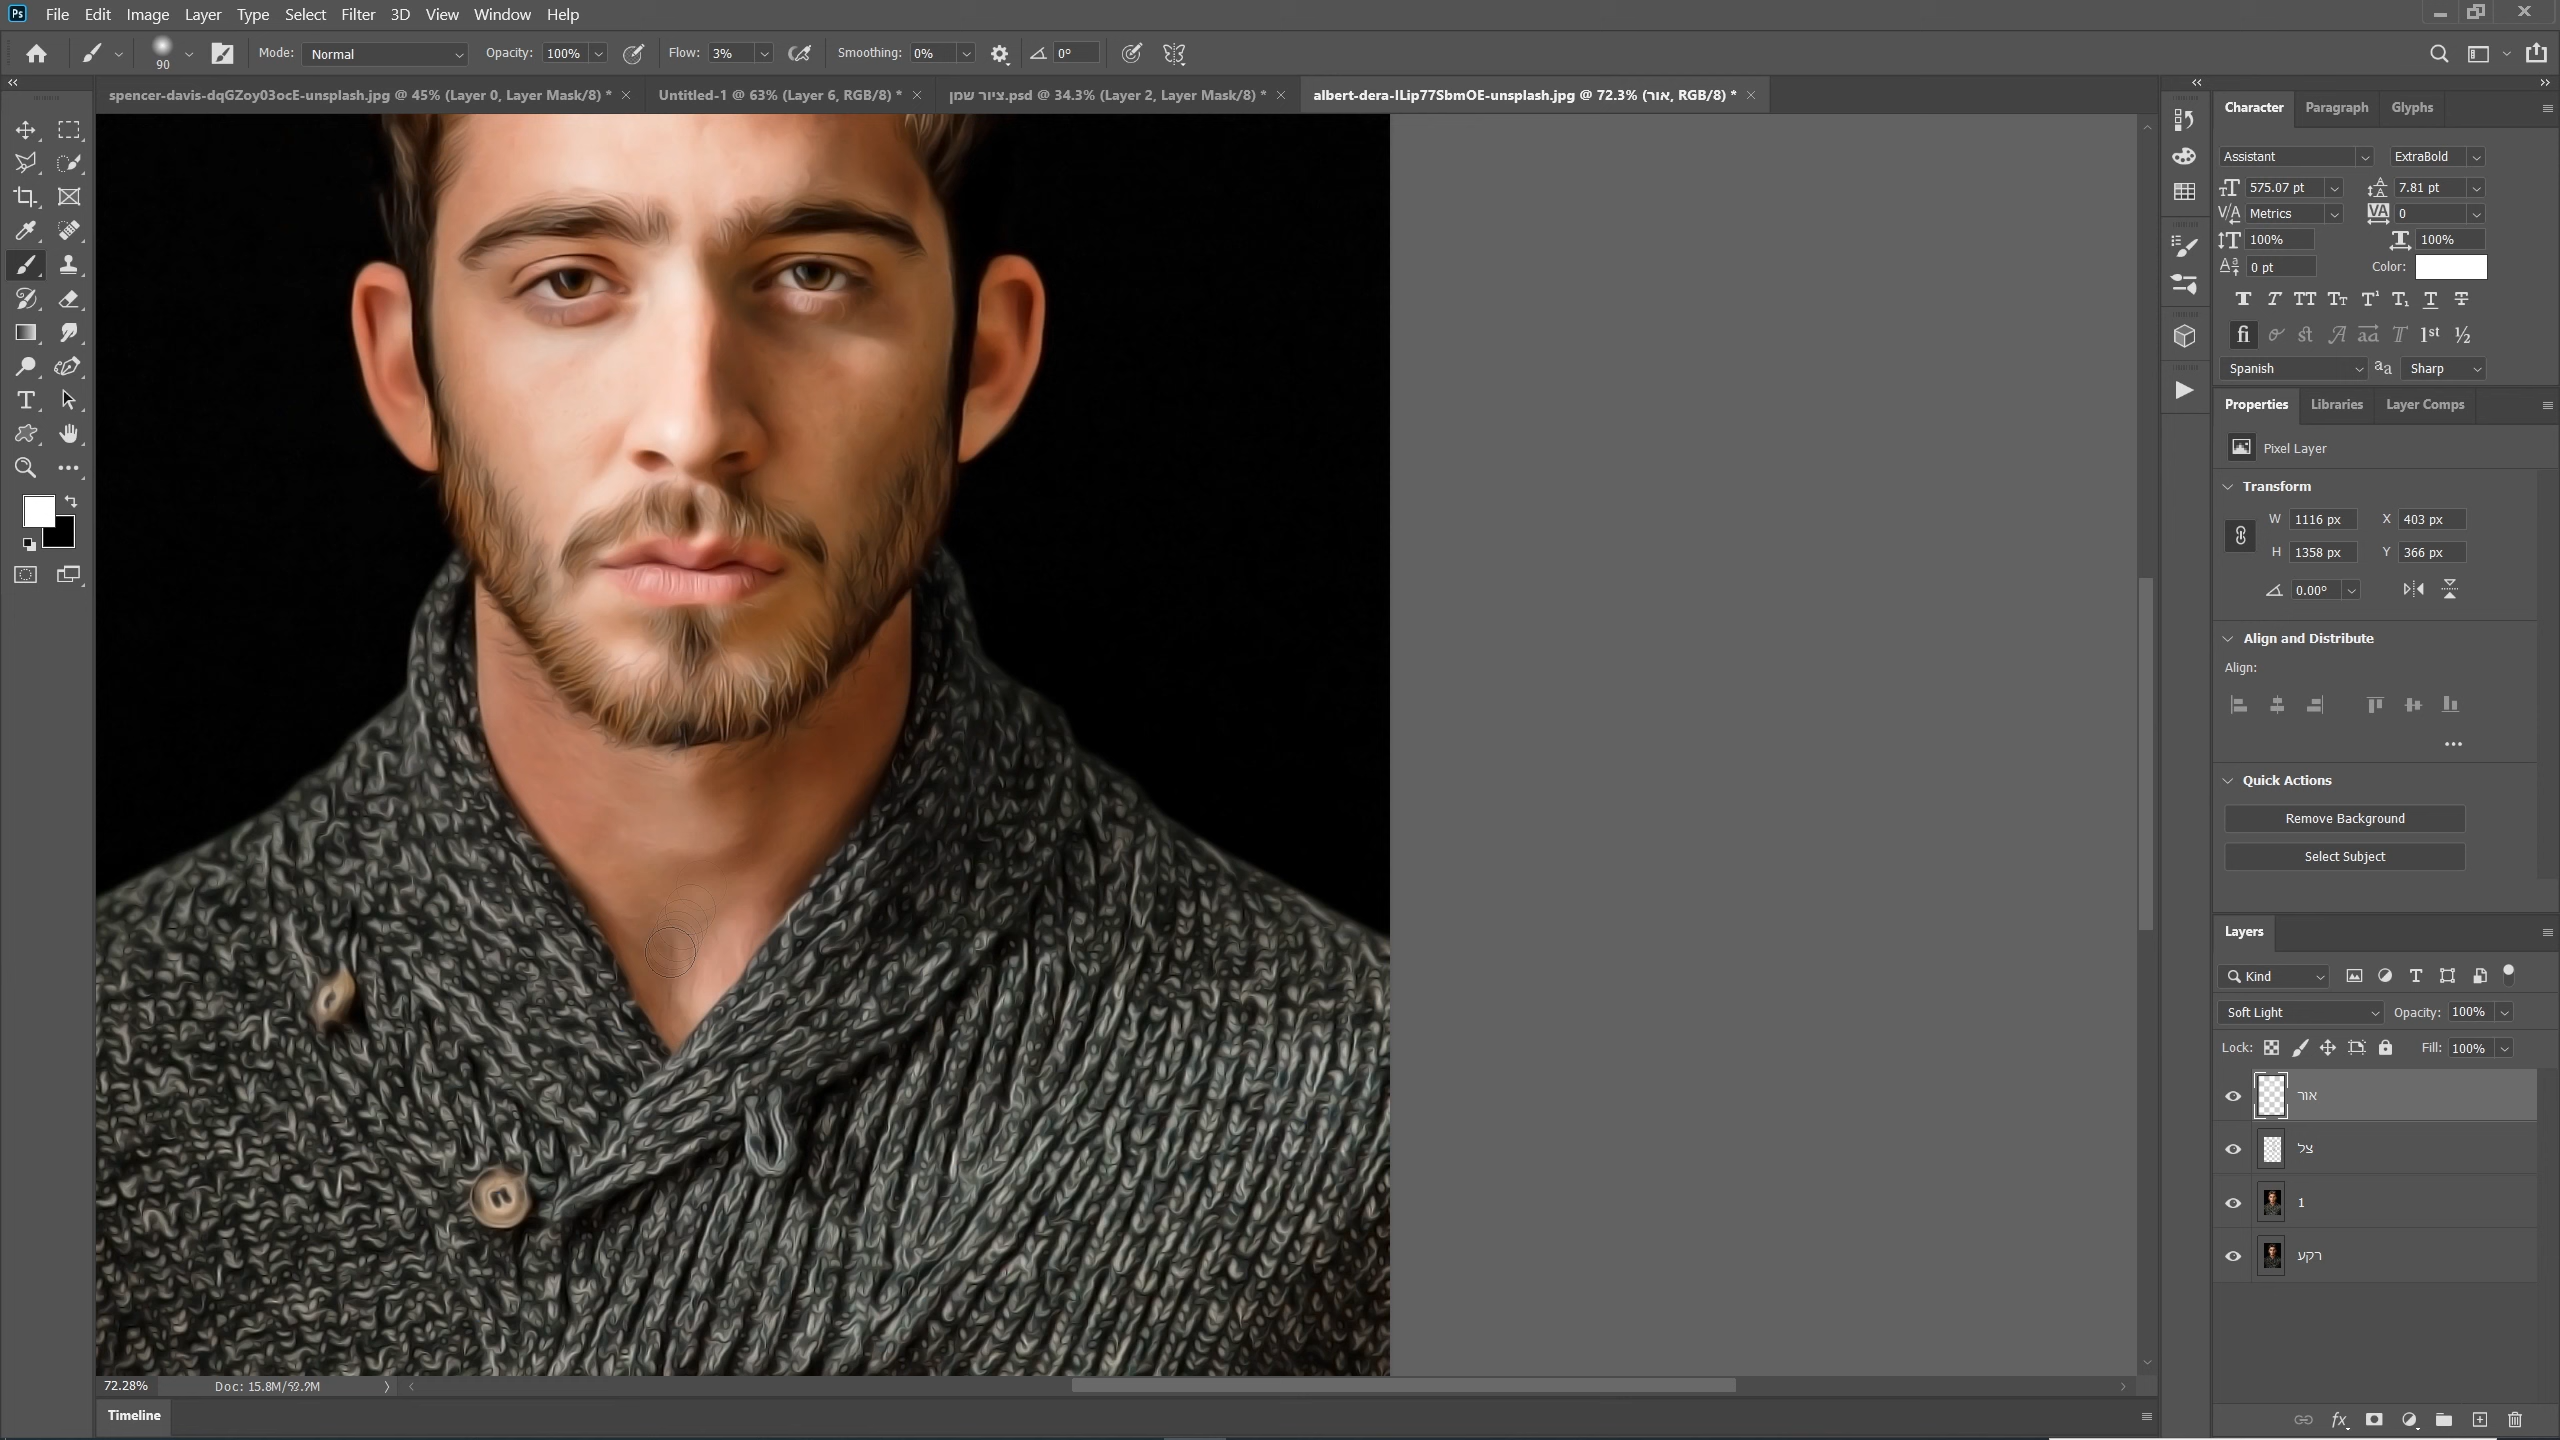 Ps File Edit Image Layer Type Select Filter 3D View Window Help
90 Mode: Normal Opacity: 100% Flow: 3% Smoothing: 0% 0°
spencer-davis-dqGZoy03ocE-unsplash.jpg @ 45% (Layer 0, Layer Mask/8) *
Untitled-1 @ 63% (Layer 6, RGB/8) *
ציור שמן.psd @ 34.3% (Layer 2, Layer Mask/8) *
albert-dera-ILip77SbmOE-unsplash.jpg @ 72.3% (אור, RGB/8) *
Character Paragraph Glyphs
Assistant ExtraBold
575.07 pt 7.81 pt
Metrics 0
100% 100%
0 pt Color:
Spanish Sharp
Properties Libraries Layer Comps
Pixel Layer
Transform
W 1116 px X 403 px
H 1358 px Y 366 px
0.00°
Align and Distribute
Align:
Quick Actions
Remove Background
Select Subject
Layers
Kind
Soft Light Opacity: 100%
Lock: Fill: 100%
אור
צל
1
רקע
72.28% Doc: 15.8M/52.9M
Timeline